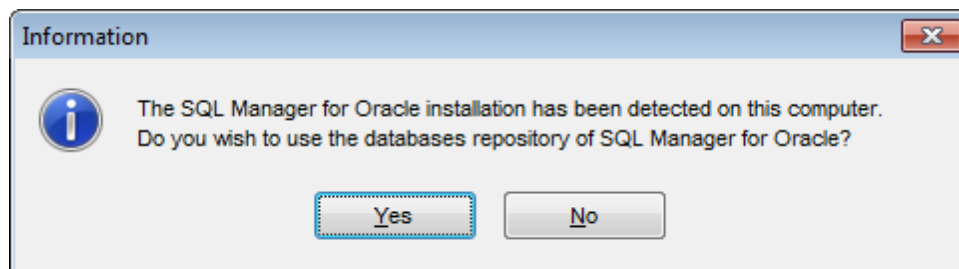 Information
The SQL Manager for Oracle installation has been detected on this computer.
Do you wish to use the databases repository of SQL Manager for Oracle?
Yes No